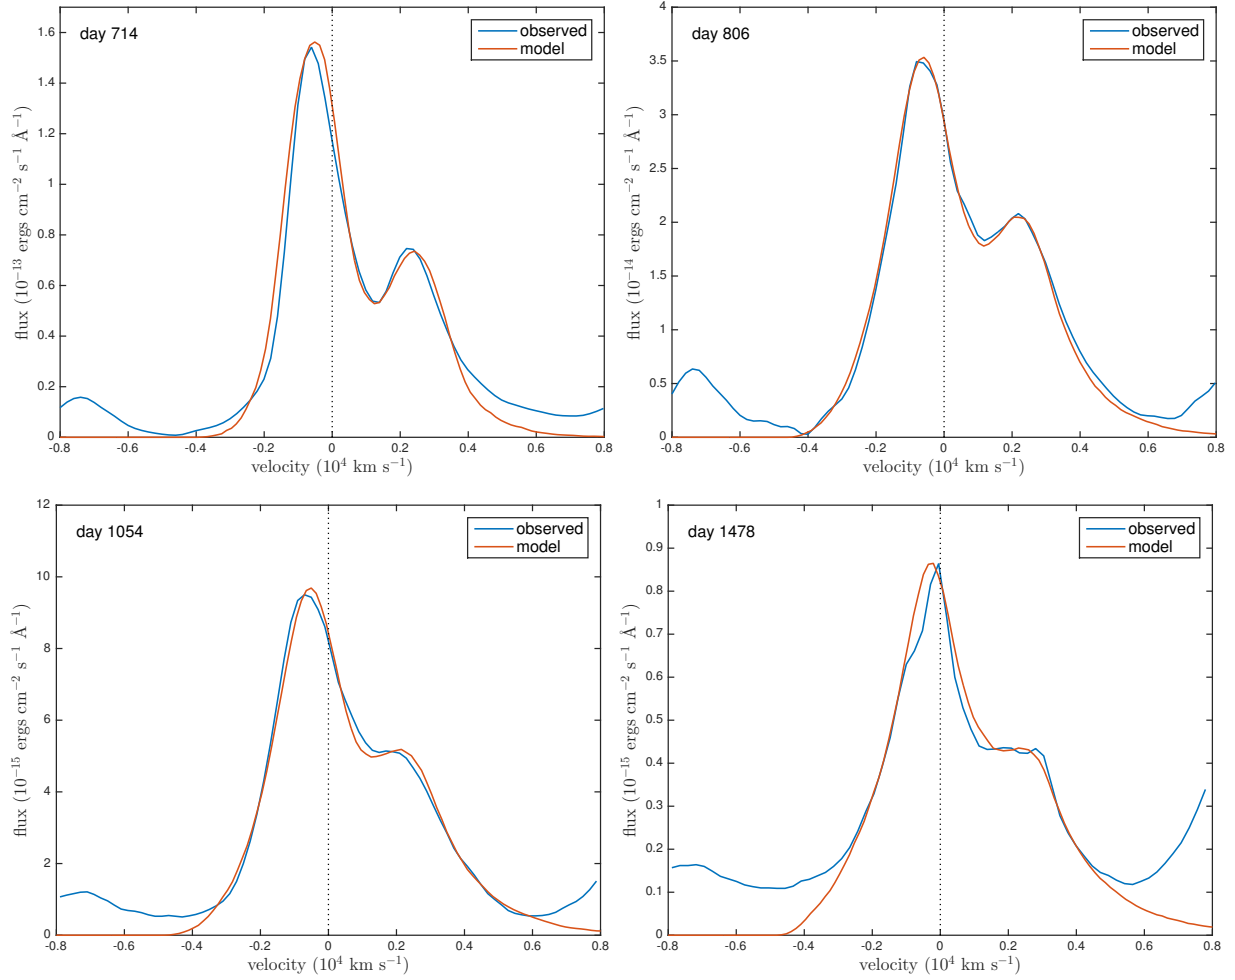 day 714
observed
model
1.6
1.4
1.2
1
0.8
0.6
0.4
0.2
0
flux (10⁻¹³ ergs cm⁻² s⁻¹ Å⁻¹)
-0.8 -0.6 -0.4 -0.2 0 0.2 0.4 0.6 0.8
velocity (10⁴ km s⁻¹)
day 806
observed
model
4
3.5
3
2.5
2
1.5
1
0.5
0
flux (10⁻¹⁴ ergs cm⁻² s⁻¹ Å⁻¹)
-0.8 -0.6 -0.4 -0.2 0 0.2 0.4 0.6 0.8
velocity (10⁴ km s⁻¹)
day 1054
observed
model
12
10
8
6
4
2
0
flux (10⁻¹⁵ ergs cm⁻² s⁻¹ Å⁻¹)
-0.8 -0.6 -0.4 -0.2 0 0.2 0.4 0.6 0.8
velocity (10⁴ km s⁻¹)
day 1478
observed
model
1
0.9
0.8
0.7
0.6
0.5
0.4
0.3
0.2
0.1
0
flux (10⁻¹⁵ ergs cm⁻² s⁻¹ Å⁻¹)
-0.8 -0.6 -0.4 -0.2 0 0.2 0.4 0.6 0.8
velocity (10⁴ km s⁻¹)